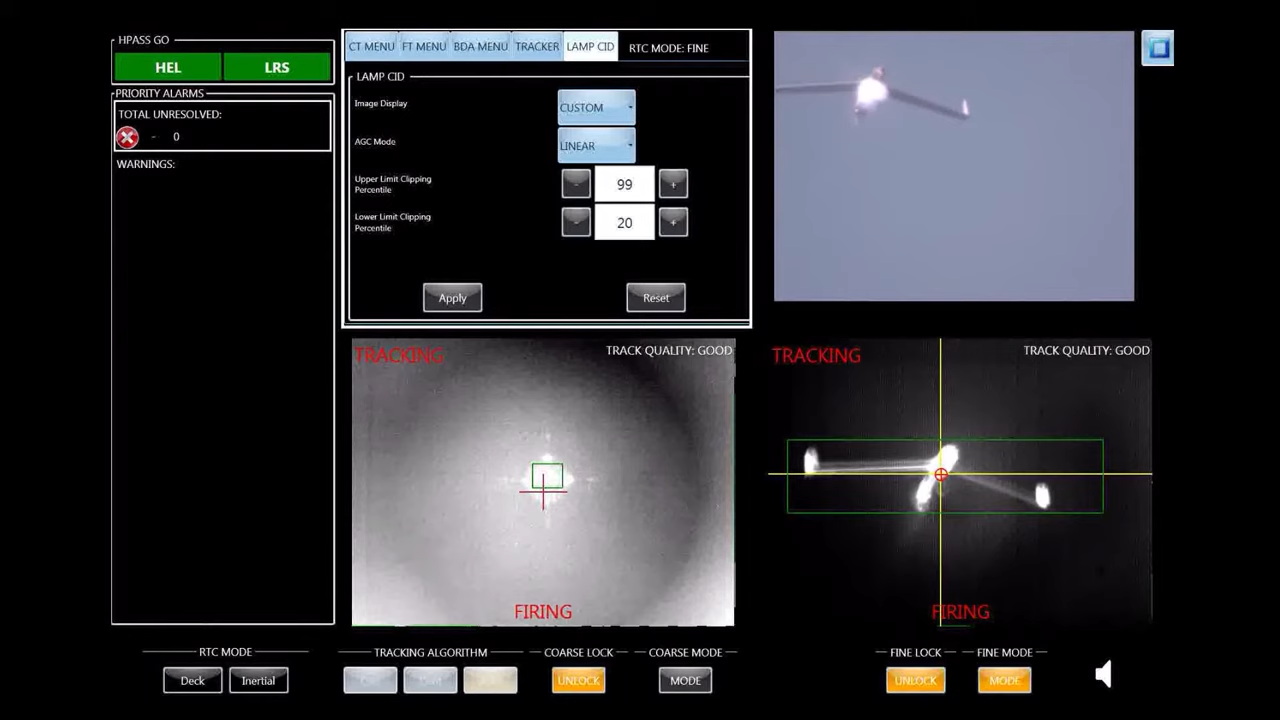 HPASS GO
HEL
LRS
PRIORITY ALARMS
TOTAL UNRESOLVED:
- 0
WARNINGS:
CT MENU
FT MENU
BDA MENU
TRACKER
LAMP CID
RTC MODE: FINE
LAMP CID
Image Display
CUSTOM
AGC Mode
LINEAR
Upper Limit Clipping
Percentile
- 99 +
Lower Limit Clipping
Percentile
- 20 +
Apply
Reset
TRACKING
TRACK QUALITY: GOOD
FIRING
TRACKING
TRACK QUALITY: GOOD
FIRING
RTC MODE
Deck
Inertial
TRACKING ALGORITHM
COARSE LOCK
UNLOCK
COARSE MODE
MODE
FINE LOCK
UNLOCK
FINE MODE
MODE